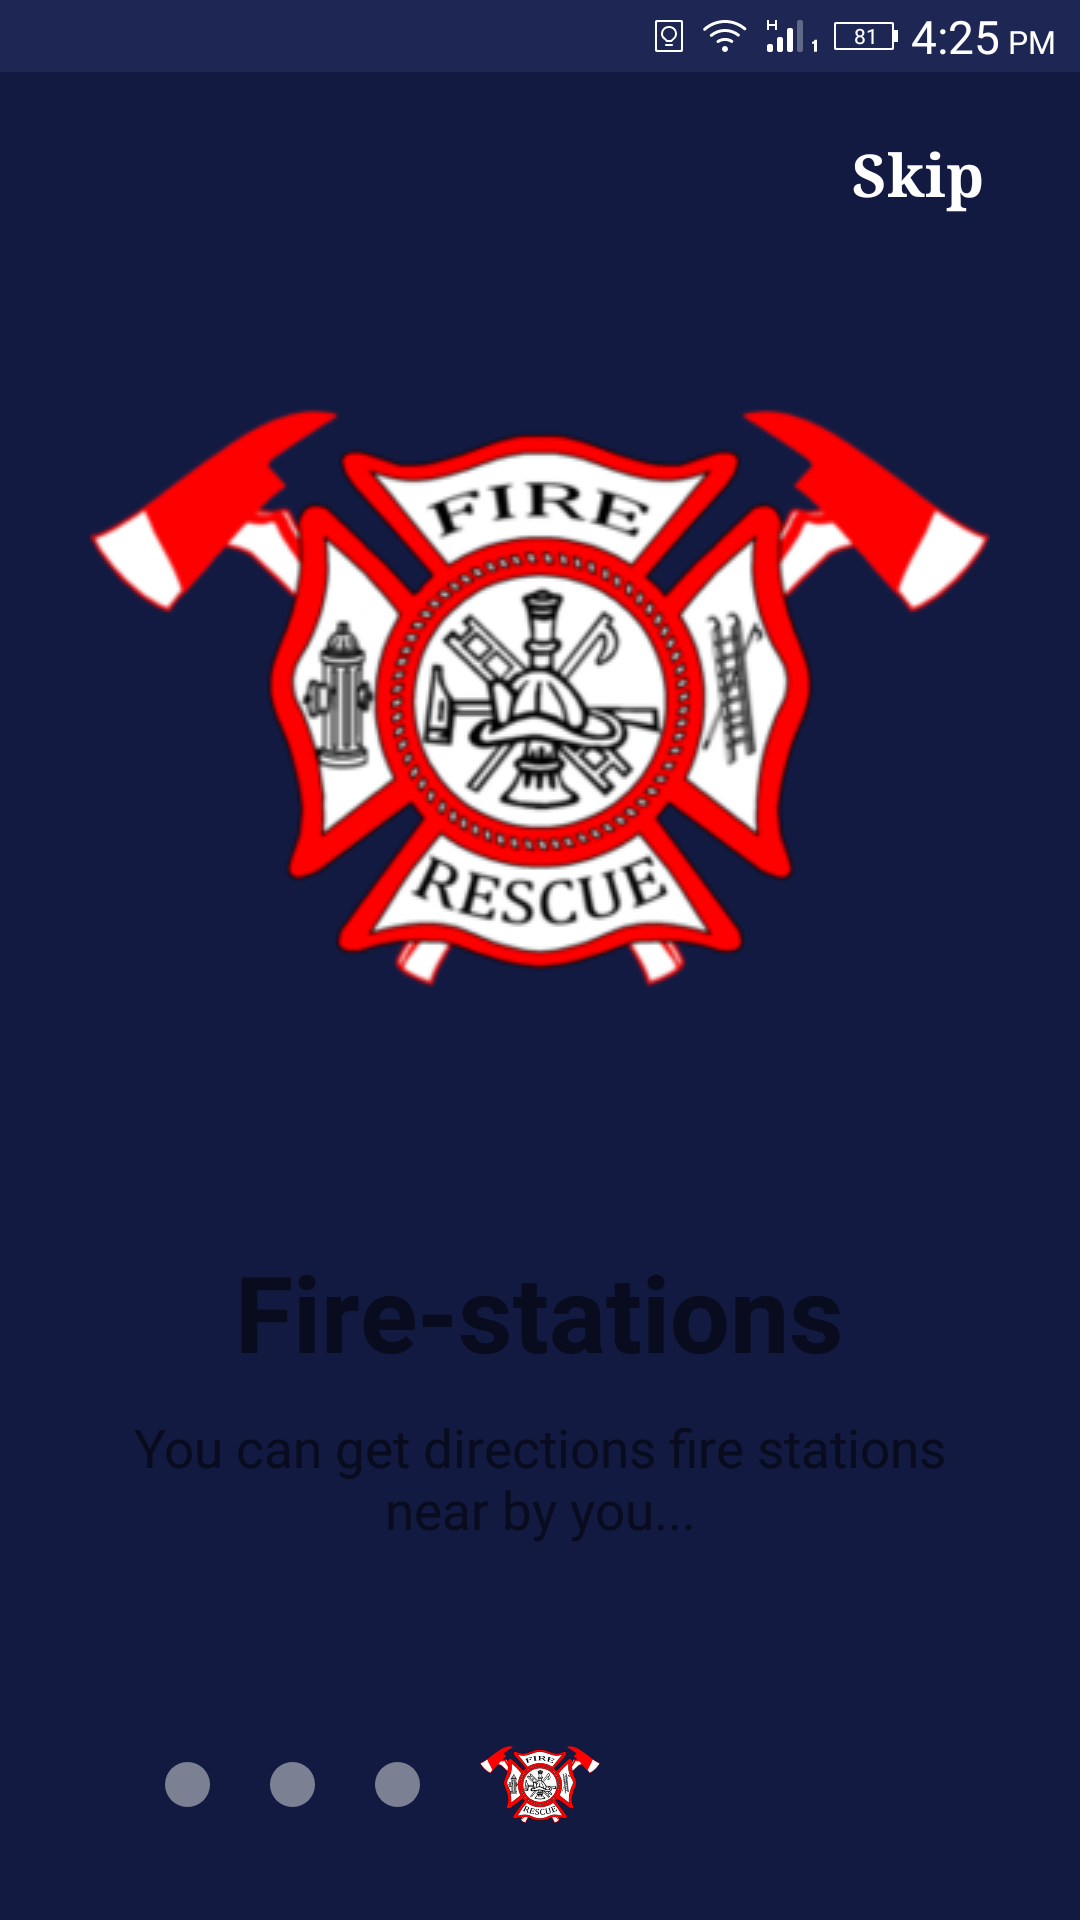 H 1 81 4:25 PM
Skip
FIRE
RESCUE
Fire-stations
You can get directions fire stations
near by you...
FIRE
RESCUE